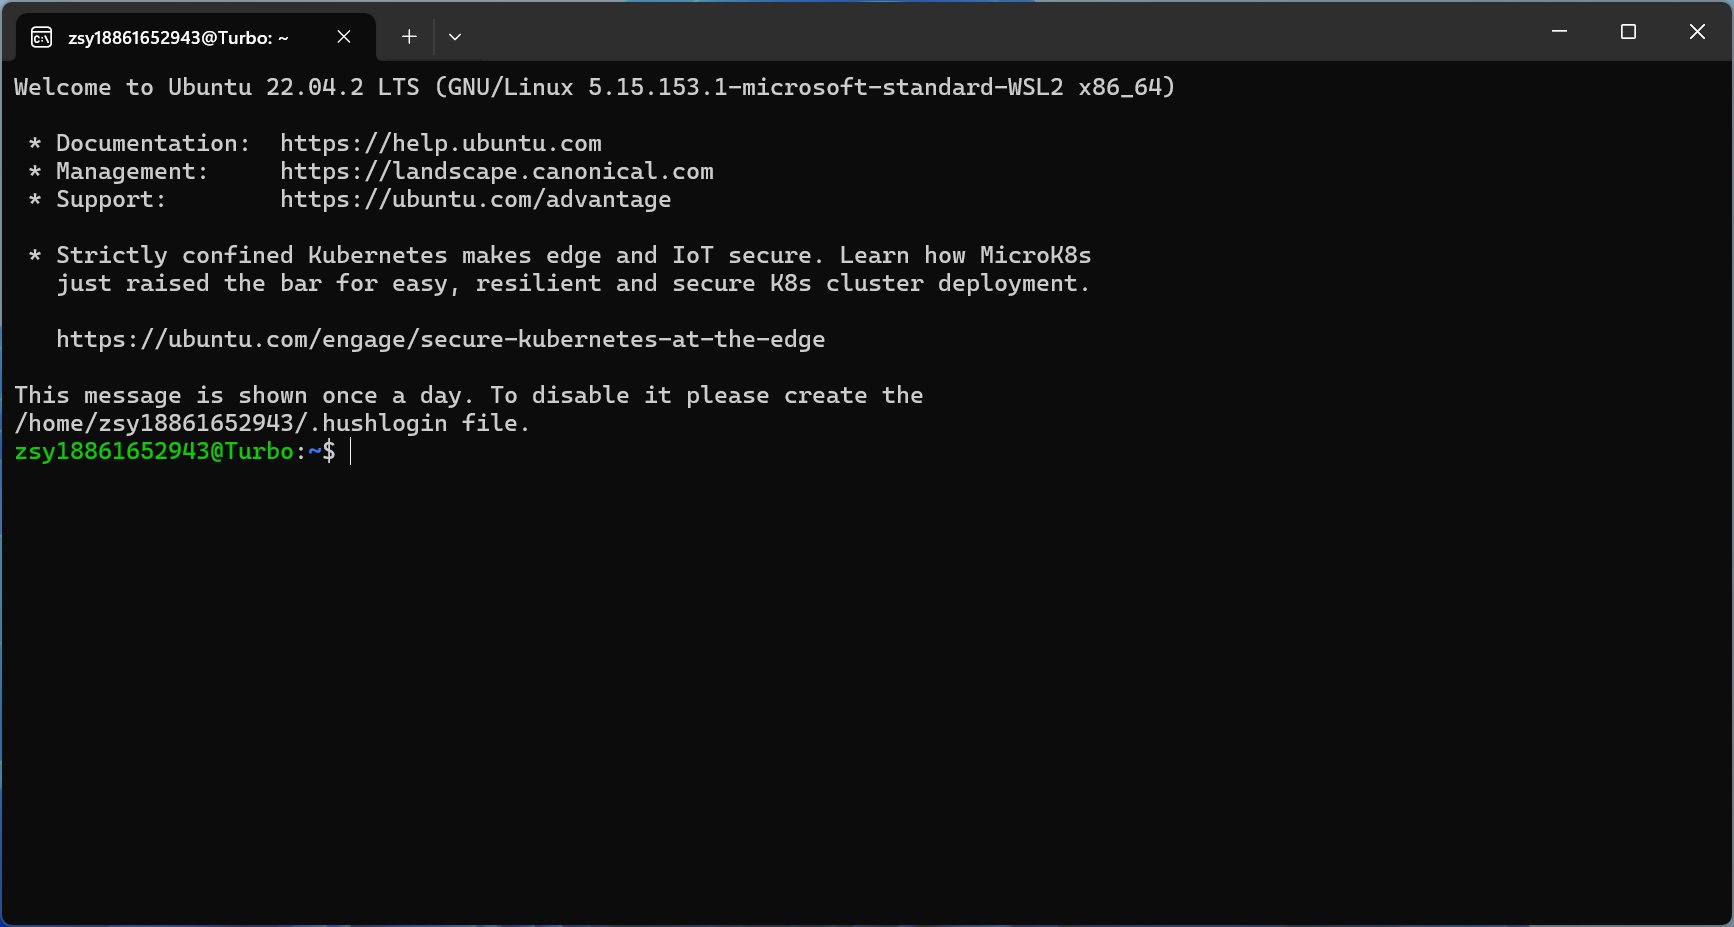 zsy18861652943@Turbo: ~
Welcome to Ubuntu 22.04.2 LTS (GNU/Linux 5.15.153.1-microsoft-standard-WSL2 x86_64)
* Documentation:  https://help.ubuntu.com
* Management:     https://landscape.canonical.com
* Support:        https://ubuntu.com/advantage
* Strictly confined Kubernetes makes edge and IoT secure. Learn how MicroK8s
just raised the bar for easy, resilient and secure K8s cluster deployment.
https://ubuntu.com/engage/secure-kubernetes-at-the-edge
This message is shown once a day. To disable it please create the
/home/zsy18861652943/.hushlogin file.
zsy18861652943@Turbo:~$